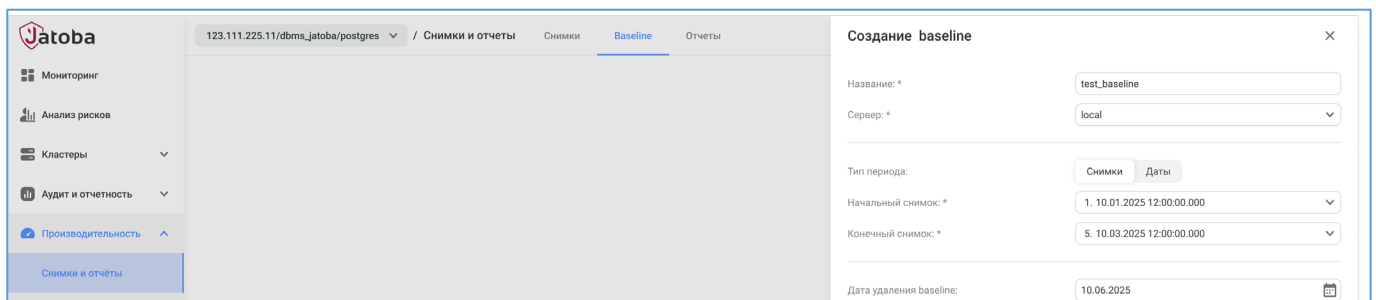 Jatoba
123.111.225.11/dbms_jatoba/postgres / Снимки и отчеты Снимки Baseline Отчеты
Создание baseline
Мониторинг
Название: * test_baseline
Анализ рисков
Сервер: * local
Кластеры
Тип периода: Снимки Даты
Аудит и отчетность
Начальный снимок: * 1. 10.01.2025 12:00:00.000
Производительность
Конечный снимок: * 5. 10.03.2025 12:00:00.000
Снимки и отчёты
Дата удаления baseline: 10.06.2025